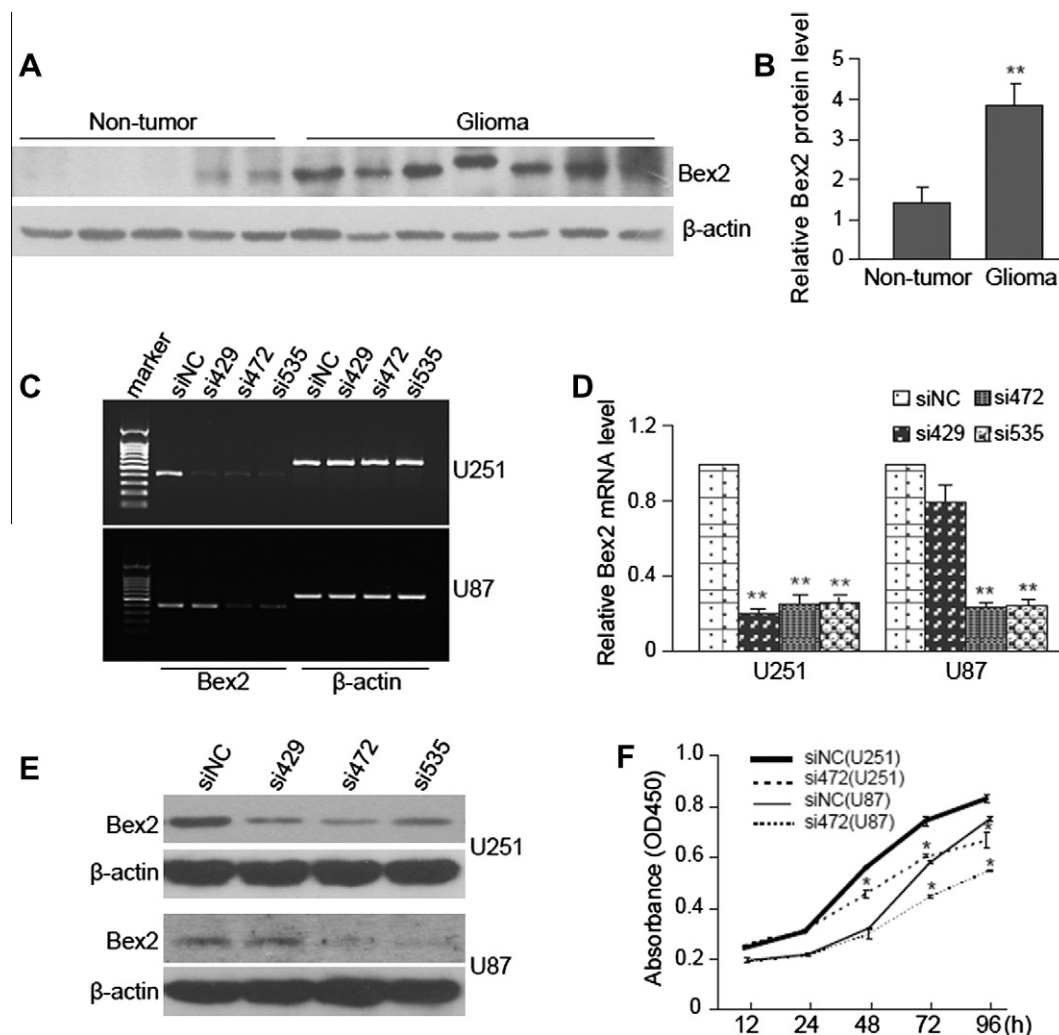 A
Non-tumor
Glioma
Bex2
β-actin
B
Relative Bex2 protein level
5
4
3
2
1
0
**
Non-tumor
Glioma
C
marker
siNC
si429
si472
si535
siNC
si429
si472
si535
U251
U87
Bex2
β-actin
D
Relative Bex2 mRNA level
1.2
0.8
0.4
0
siNC
si472
si429
si535
**
**
**
**
**
U251
U87
E
siNC
si429
si472
si535
Bex2
β-actin
U251
Bex2
β-actin
U87
F
Absorbance (OD450)
1.0
0.8
0.6
0.4
0.2
0
siNC(U251)
si472(U251)
siNC(U87)
si472(U87)
*
*
*
*
*
12
24
48
72
96(h)